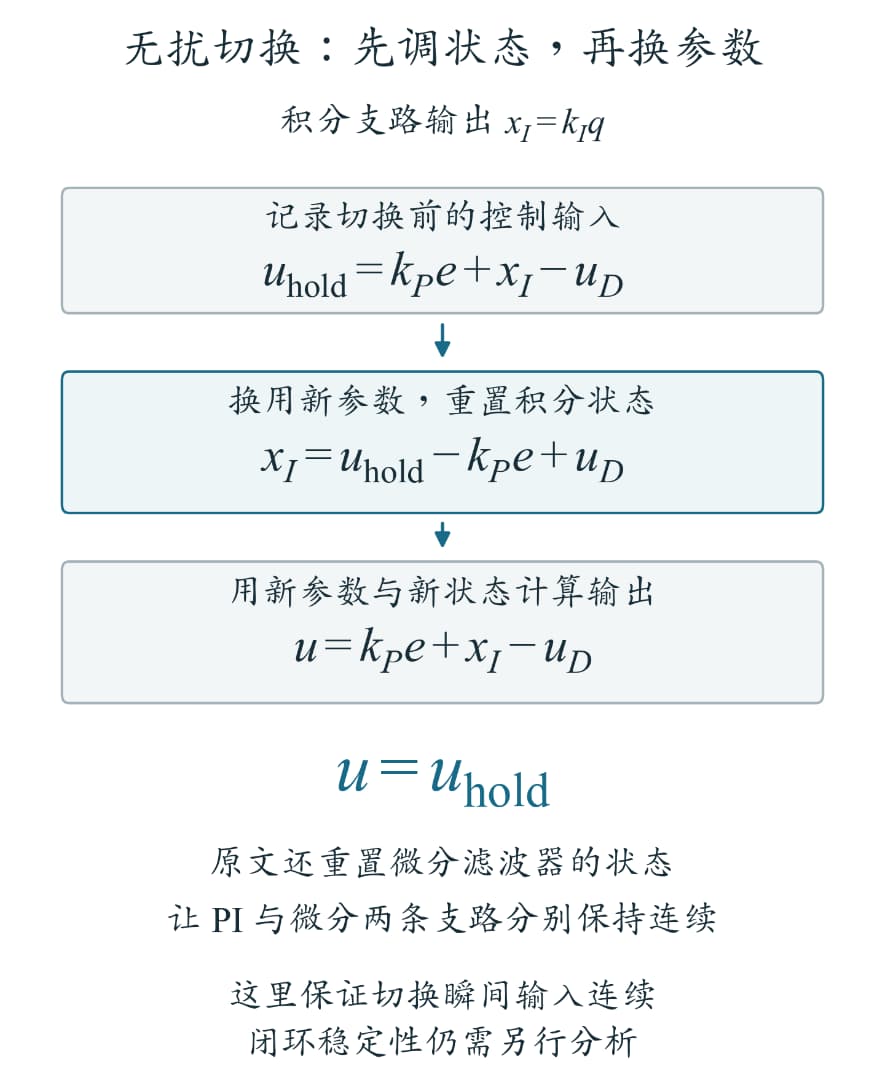 无扰切换：先调状态，再换参数
积分支路输出 x_I=k_Iq
记录切换前的控制输入
u_hold=k_Pe+x_I−u_D
换用新参数，重置积分状态
x_I=u_hold−k_Pe+u_D
用新参数与新状态计算输出
u=k_Pe+x_I−u_D
u=u_hold
原文还重置微分滤波器的状态
让 PI 与微分两条支路分别保持连续
这里保证切换瞬间输入连续
闭环稳定性仍需另行分析